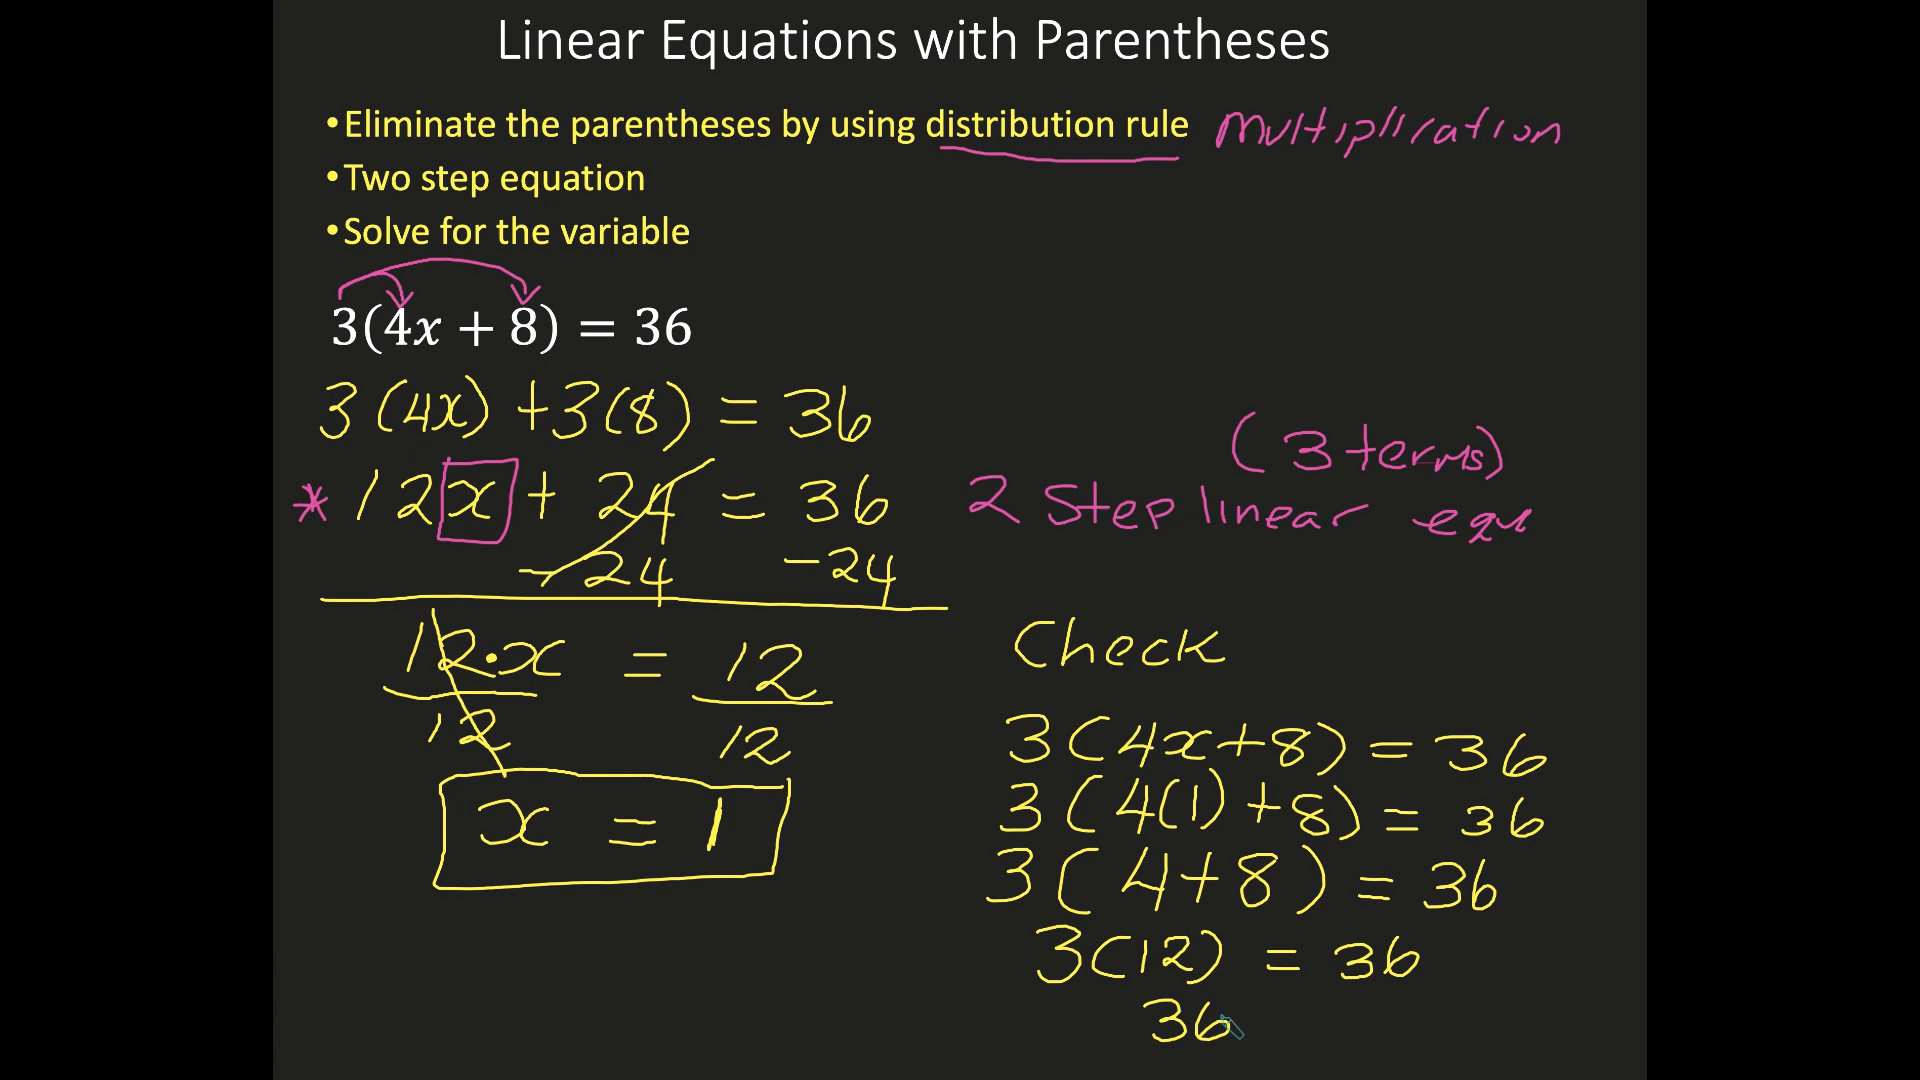 Linear Equations with Parentheses
•Eliminate the parentheses by using distribution rule multiplication
•Two step equation
•Solve for the variable
3(4x + 8) = 36
3(4x) + 3(8) = 36
* 12x + 24 = 36
- 24 -24
12·x = 12
12 12
x = 1
(3 terms)
2 step linear equ
Check
3(4x+8) = 36
3(4(1) + 8) = 36
3(4+8) = 36
3(12) = 36
36